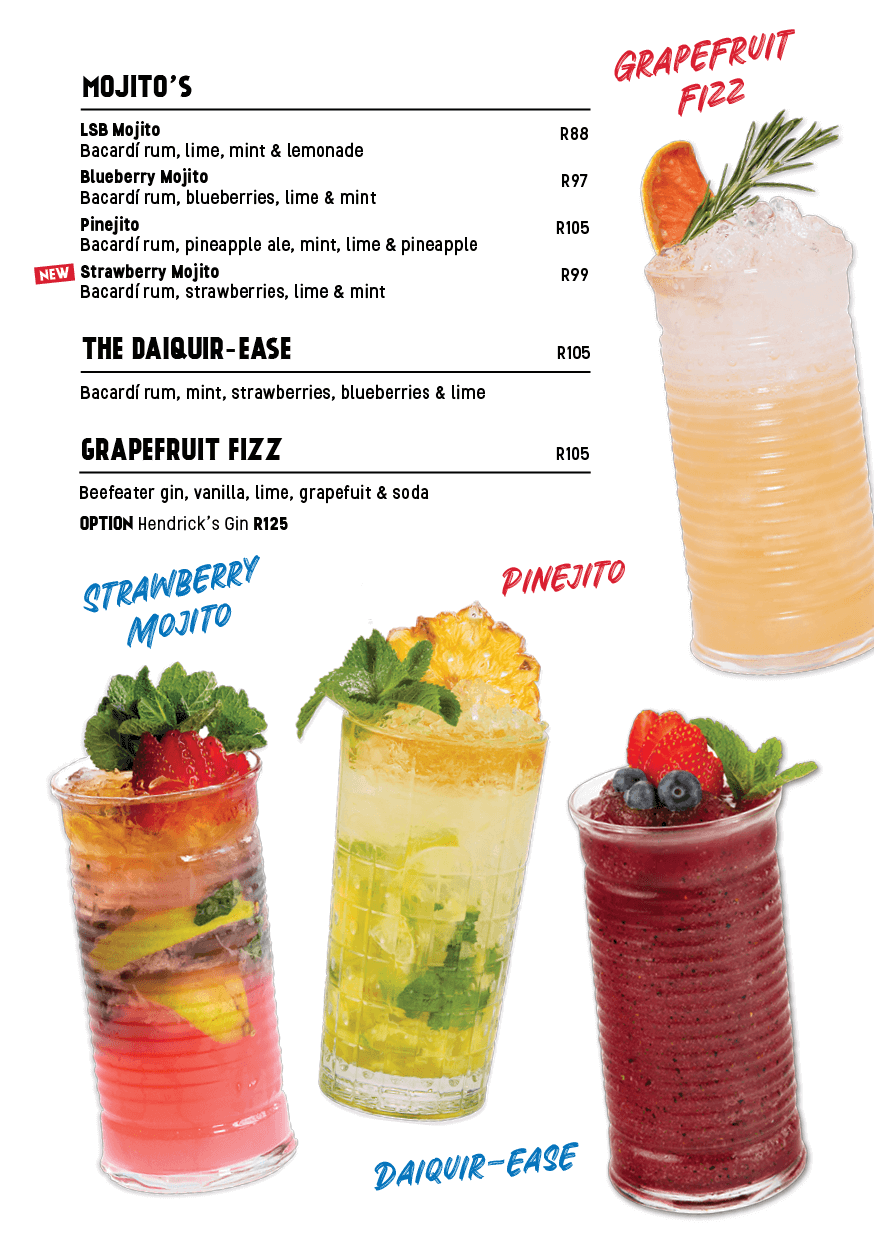 GRAPEFRUIT
FIZZ
MOJITO'S
LSB Mojito R88
Bacardí rum, lime, mint & lemonade
Blueberry Mojito R97
Bacardí rum, blueberries, lime & mint
Pinejito R105
Bacardí rum, pineapple ale, mint, lime & pineapple
NEW Strawberry Mojito R99
Bacardí rum, strawberries, lime & mint
THE DAIQUIR-EASE R105
Bacardí rum, mint, strawberries, blueberries & lime
GRAPEFRUIT FIZZ R105
Beefeater gin, vanilla, lime, grapefuit & soda
OPTION Hendrick's Gin R125
STRAWBERRY
MOJITO
PINEJITO
DAIQUIR-EASE